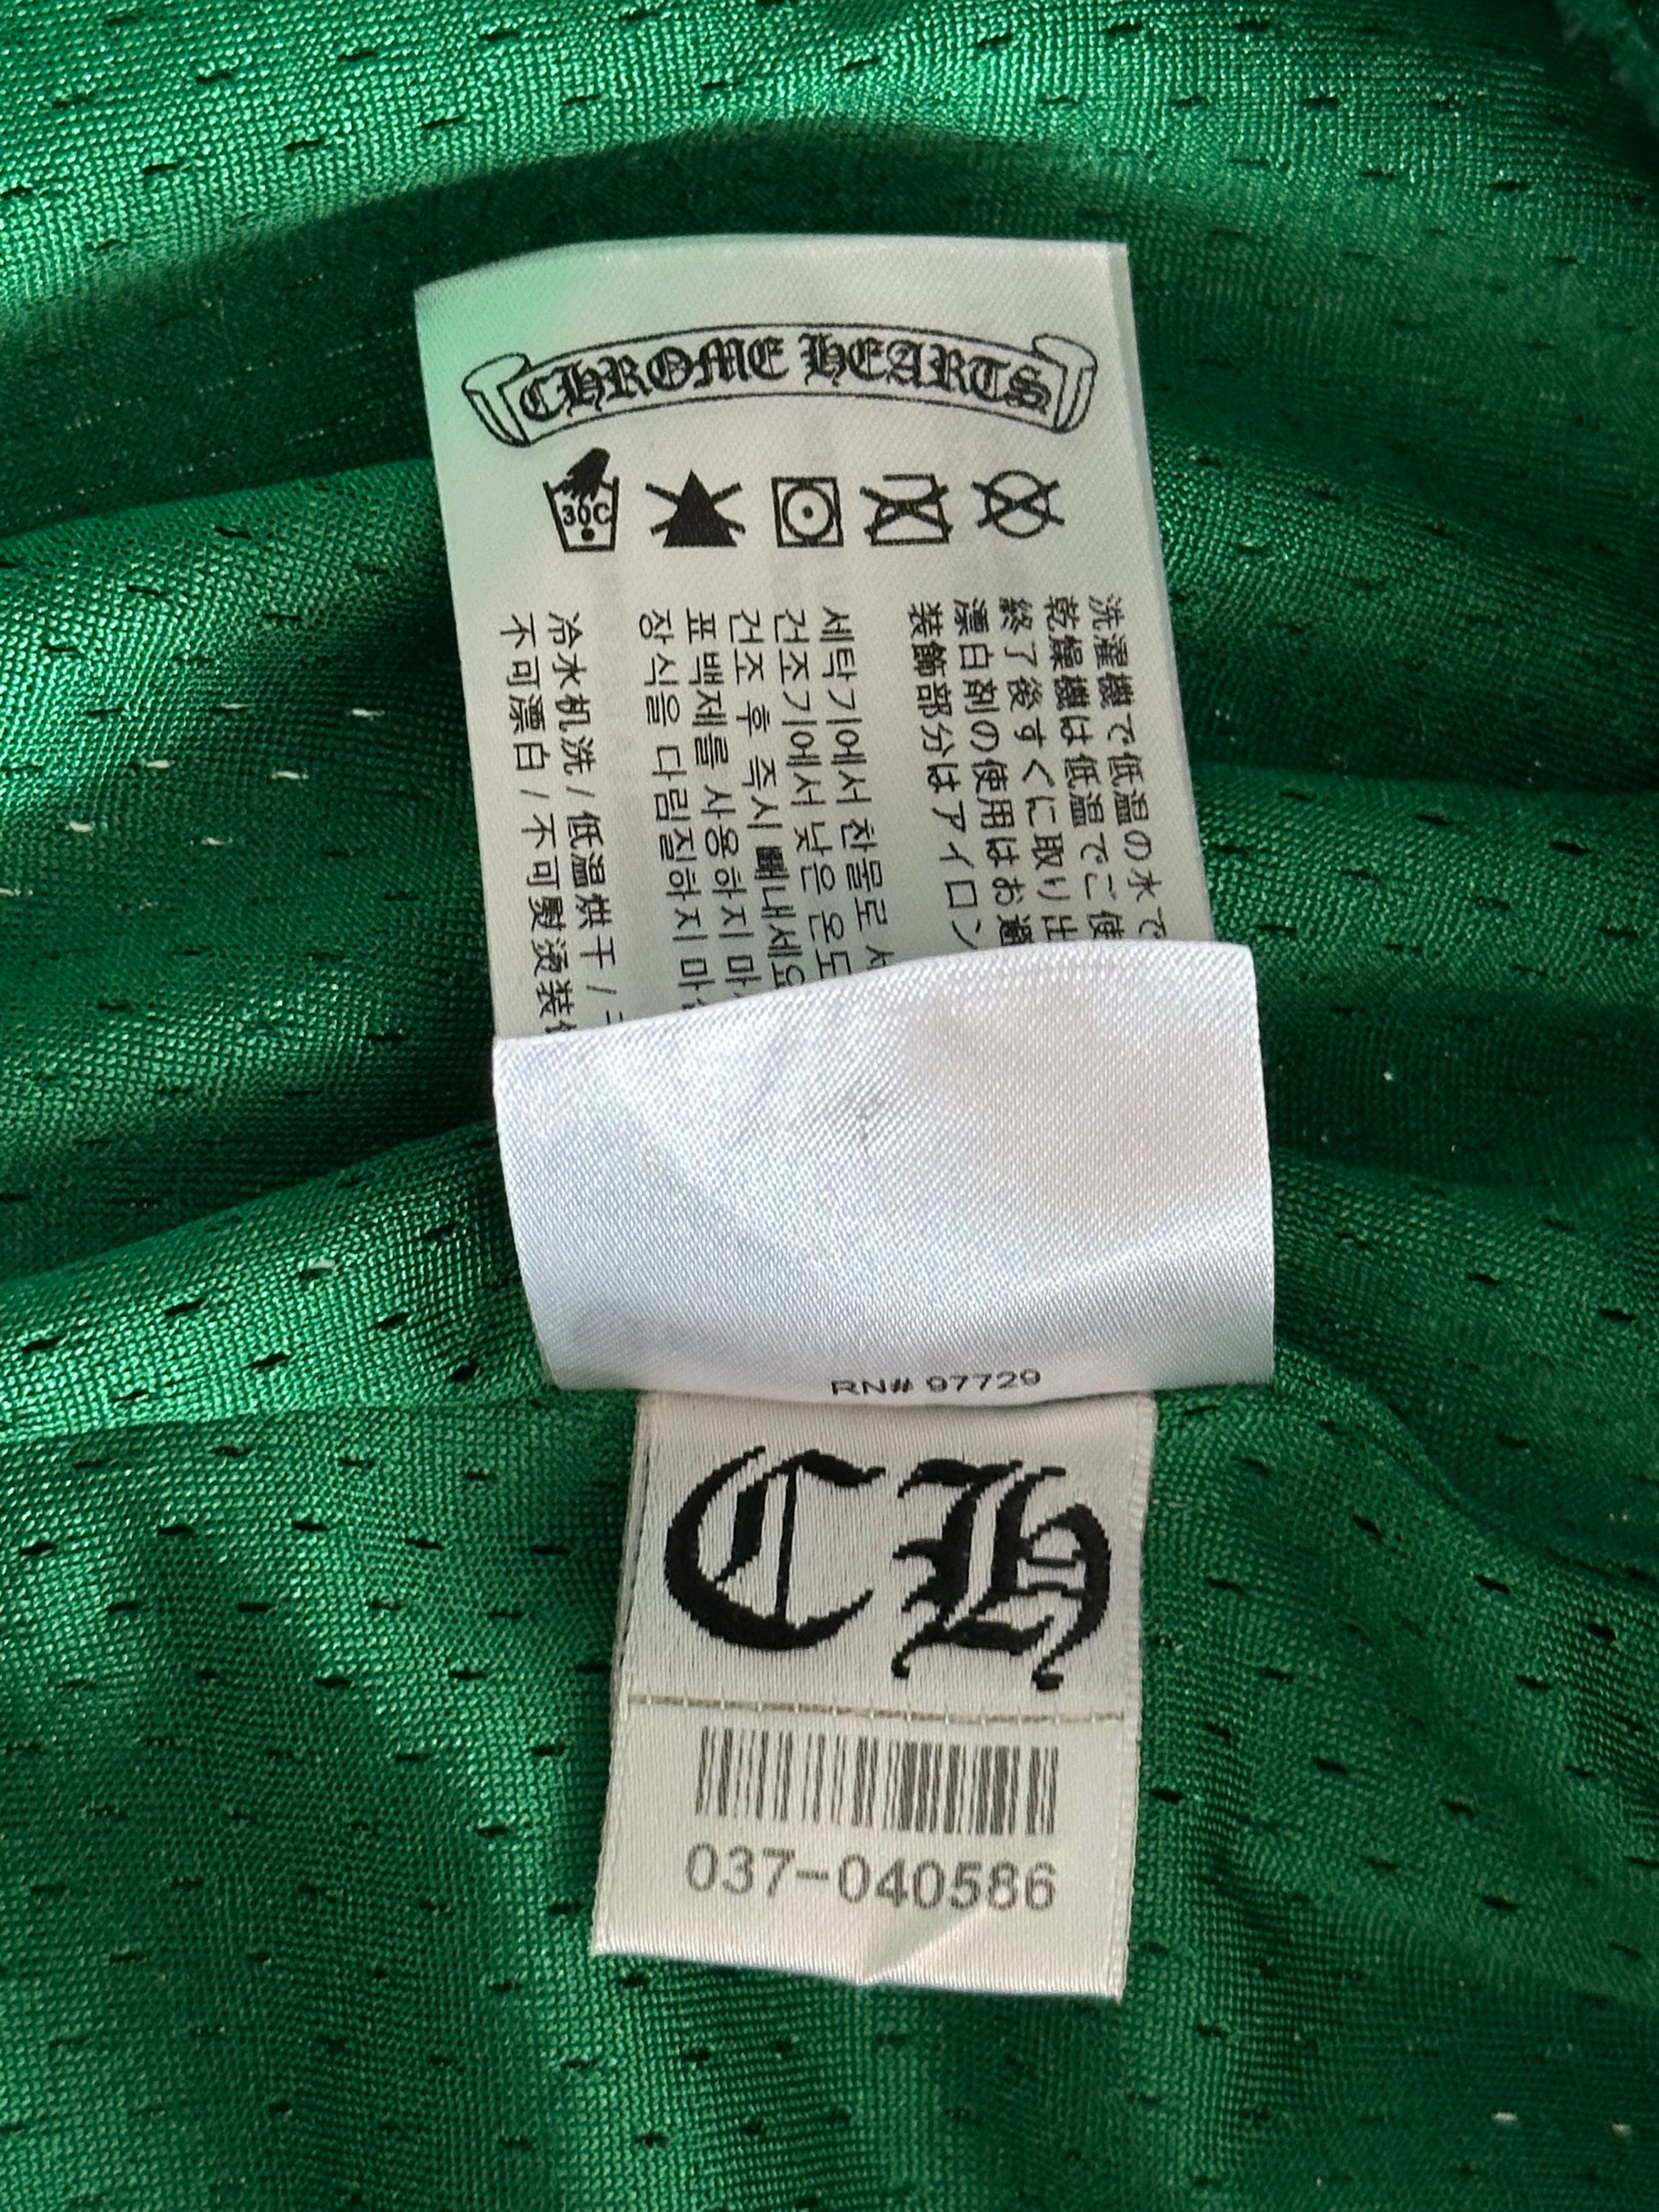 CHROME HEARTS
30C
洗濯機で低温の水で
乾燥機は低温でご使
終了後すぐに取り出
漂白剤の使用はお避
装飾部分はアイロン
세탁기에서 찬물로
건조기에서 낮은 온도
건조 후 즉시 빼내세요
표백제를 사용하지 마
장식을 다림질하지 마
冷水机洗 / 低温烘干 /
不可漂白 / 不可熨烫装
RN# 97729
CH
037-040586